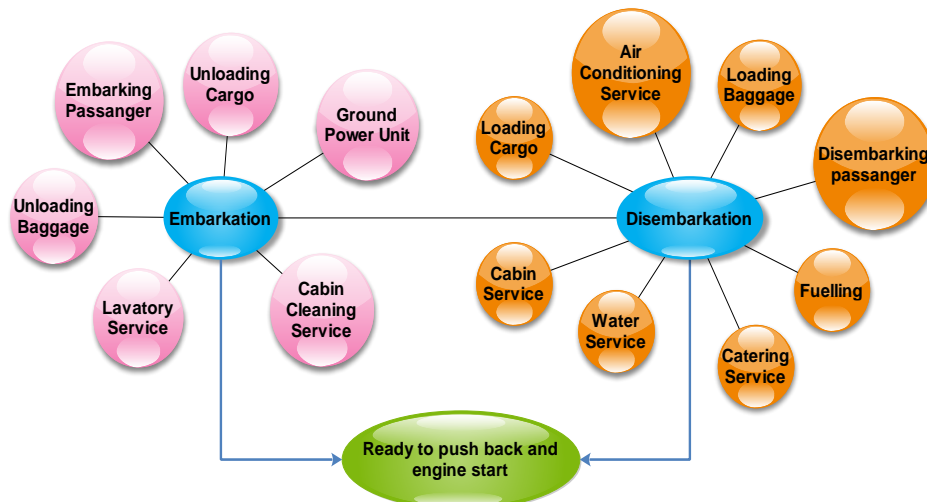 Embarking
Passanger
Unloading
Cargo
Ground
Power Unit
Unloading
Baggage
Embarkation
Lavatory
Service
Cabin
Cleaning
Service
Air
Conditioning
Service
Loading
Baggage
Loading
Cargo
Disembarking
passanger
Disembarkation
Cabin
Service
Water
Service
Catering
Service
Fuelling
Ready to push back and
engine start